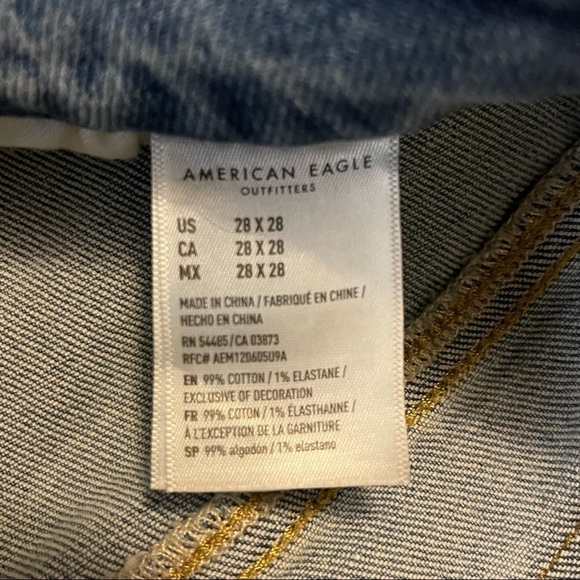 AMERICAN EAGLE
OUTFITTERS
US 28 X 28
CA 28 X 28
MX 28 X 28
MADE IN CHINA / FABRIQUÉ EN CHINE /
HECHO EN CHINA
RN 54485/CA 03873
RFC# AEM120605U9A
EN 99% COTTON / 1% ELASTANE /
EXCLUSIVE OF DECORATION
FR 99% COTON / 1% ÉLASTHANNE /
À L'EXCEPTION DE LA GARNITURE
SP 99% algodón / 1% elastano